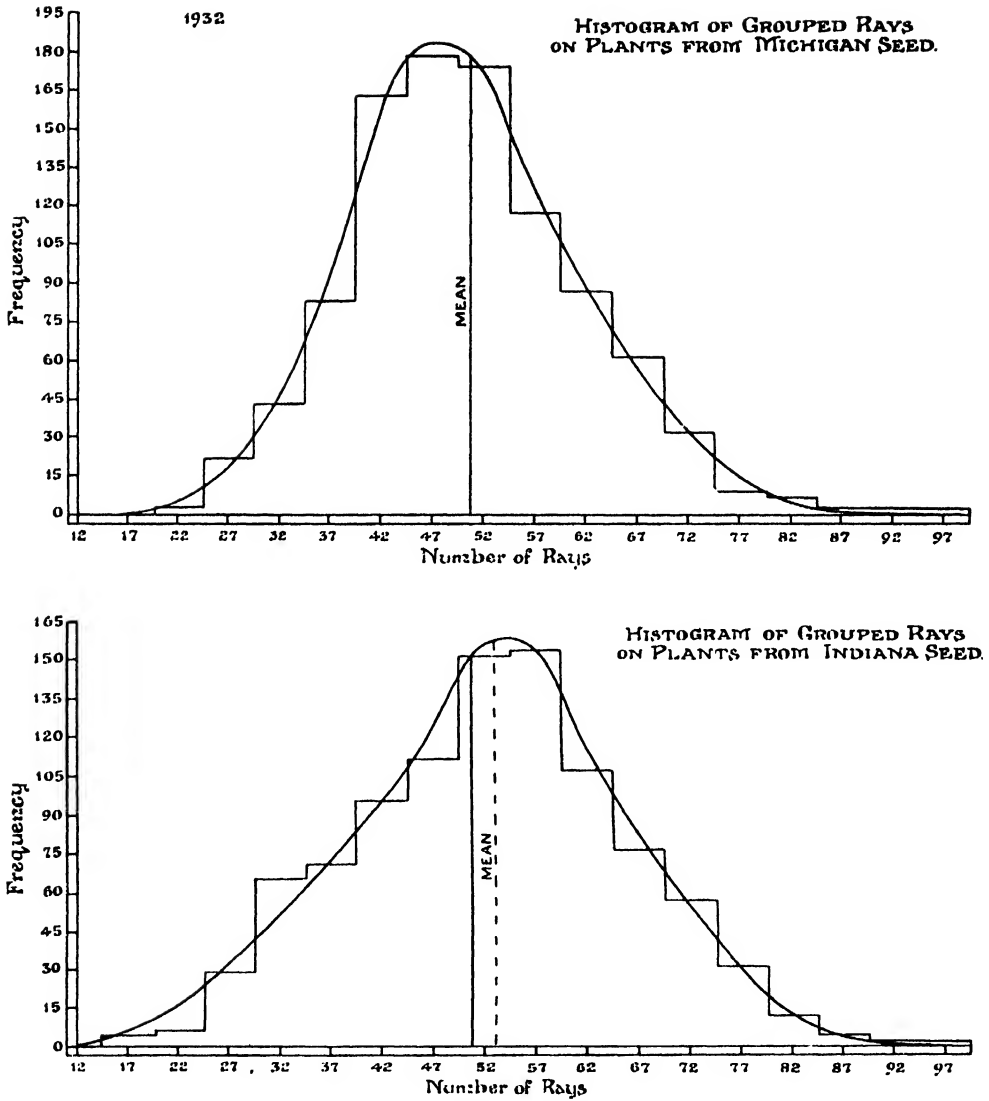 1932
HISTOGRAM OF GROUPED RAYS
ON PLANTS FROM MICHIGAN SEED.
195
180
165
150
135
120
105
90
75
60
45
30
15
0
Frequency
MEAN
12 17 22 27 32 37 42 47 52 57 62 67 72 77 82 87 92 97
Number of Rays
HISTOGRAM OF GROUPED RAYS
ON PLANTS FROM INDIANA SEED.
165
150
135
120
105
90
75
60
45
30
15
0
Frequency
MEAN
12 17 22 27 32 37 42 47 52 57 62 67 72 77 82 87 92 97
Number of Rays